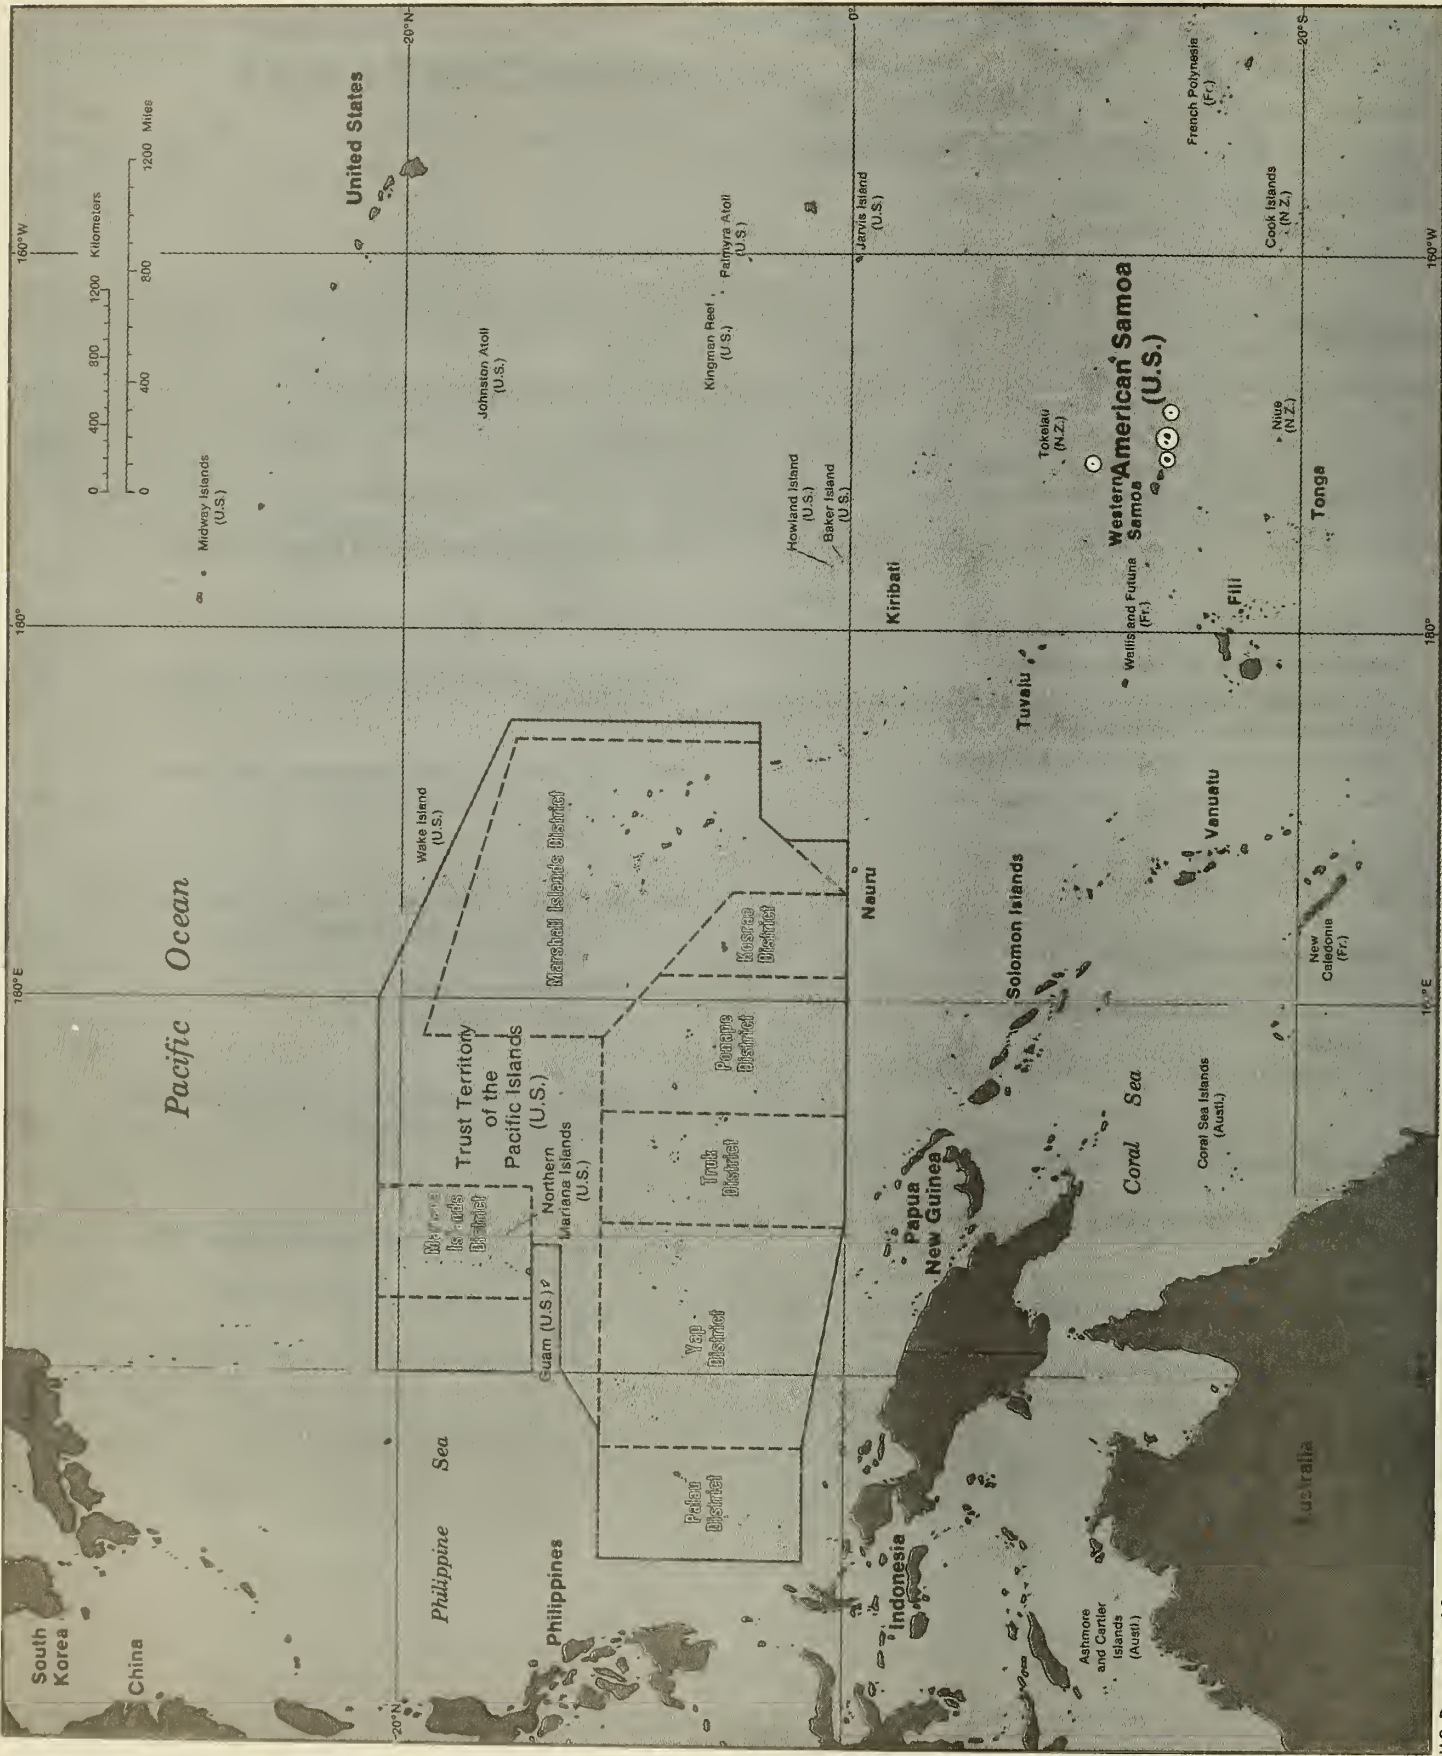 160°W
180°
160°E
0 400 800 1200 Kilometers
0 400 800 1200 Miles
Midway Islands
(U.S.)
United States
Pacific Ocean
South
Korea
China
20°N
20°N
Wake Island
(U.S.)
Johnston Atoll
(U.S.)
Philippine Sea
Trust Territory
of the
Pacific Islands
(U.S.)
Islands
District
Northern
Mariana Islands
(U.S.)
Guam (U.S.)
Marshall Islands District
Philippines
Palau
District
Yap
District
Truk
District
Ponape
District
Kosrae
District
Kingman Reef
(U.S.)
Palmyra Atoll
(U.S.)
Howland Island
(U.S.)
Baker Island
(U.S.)
Jarvis Island
(U.S.)
0°
Nauru
Kiribati
Indonesia
Papua
New Guinea
Solomon Islands
Tuvalu
Tokelau
(N.Z.)
Western
Samoa
American Samoa
(U.S.)
Wallis and Futuna
(Fr.)
French Polynesia
(Fr.)
Cook Islands
(N.Z.)
Niue
(N.Z.)
Ashmore
and Cartier
Islands
(Austl.)
Coral Sea
Coral Sea Islands
(Austl.)
Vanuatu
Fiji
Tonga
New
Caledonia
(Fr.)
20°S
Australia
180°
160°W